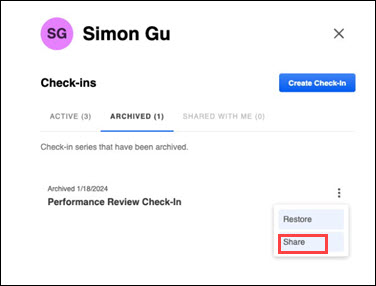 SG Simon Gu
Check-ins
Create Check-In
ACTIVE (3) ARCHIVED (1) SHARED WITH ME (0)
Check-in series that have been archived.
Archived 1/18/2024
Performance Review Check-In
Restore
Share